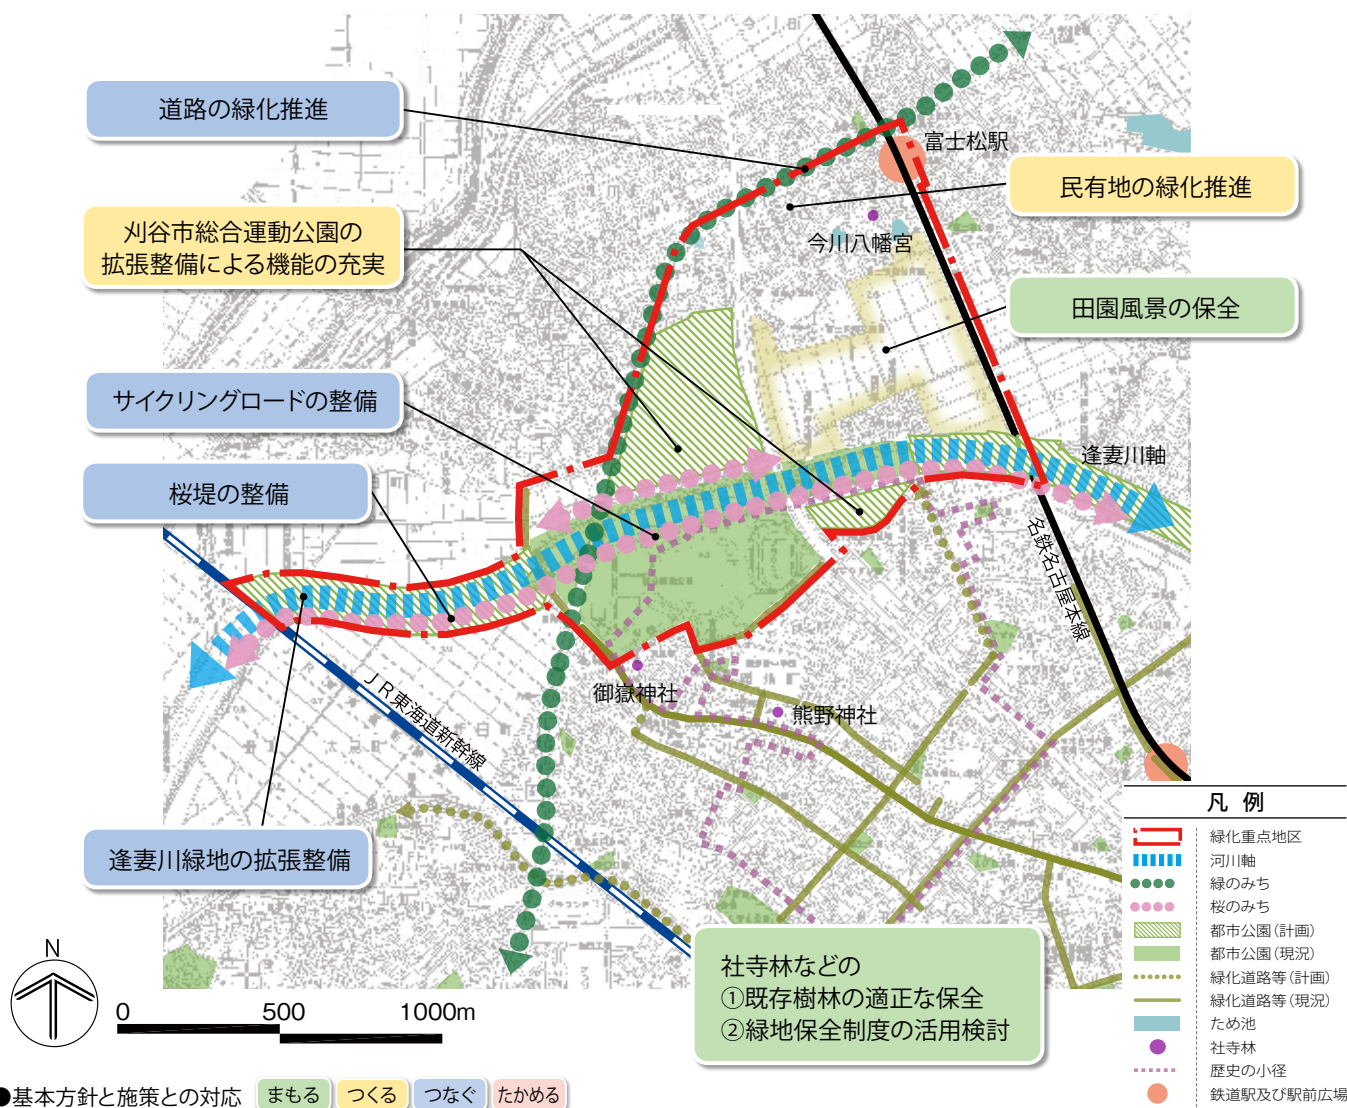 道路の緑化推進
富士松駅
民有地の緑化推進
刈谷市総合運動公園の
拡張整備による機能の充実
今川八幡宮
田園風景の保全
サイクリングロードの整備
逢妻川軸
桜堤の整備
名鉄名古屋本線
御嶽神社
熊野神社
JR東海道新幹線
逢妻川緑地の拡張整備
社寺林などの
①既存樹林の適正な保全
②緑地保全制度の活用検討
凡 例
緑化重点地区
河川軸
緑のみち
桜のみち
都市公園(計画)
都市公園(現況)
緑化道路等(計画)
緑化道路等(現況)
ため池
社寺林
歴史の小径
鉄道駅及び駅前広場
N
0 500 1000m
●基本方針と施策との対応 まもる つくる つなぐ たかめる